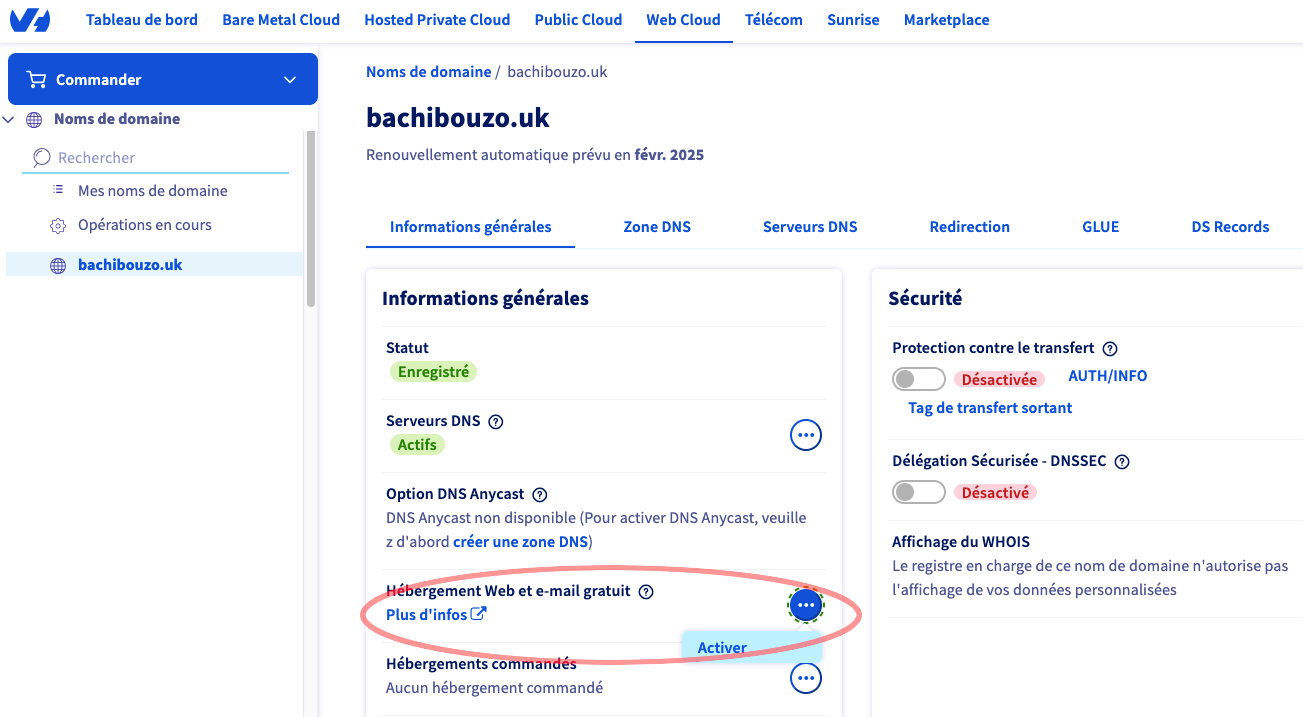 Tableau de bord Bare Metal Cloud Hosted Private Cloud Public Cloud Web Cloud Télécom Sunrise Marketplace
Commander
Noms de domaine
Rechercher
Mes noms de domaine
Opérations en cours
bachibouzo.uk
Noms de domaine / bachibouzo.uk
bachibouzo.uk
Renouvellement automatique prévu en févr. 2025
Informations générales Zone DNS Serveurs DNS Redirection GLUE DS Records
Informations générales
Statut
Enregistré
Serveurs DNS
Actifs
Option DNS Anycast
DNS Anycast non disponible (Pour activer DNS Anycast, veuille
z d'abord créer une zone DNS)
Hébergement Web et e-mail gratuit
Plus d'infos
Activer
Hébergements commandés
Aucun hébergement commandé
Sécurité
Protection contre le transfert
Désactivée AUTH/INFO
Tag de transfert sortant
Délégation Sécurisée - DNSSEC
Désactivé
Affichage du WHOIS
Le registre en charge de ce nom de domaine n'autorise pas
l'affichage de vos données personnalisées